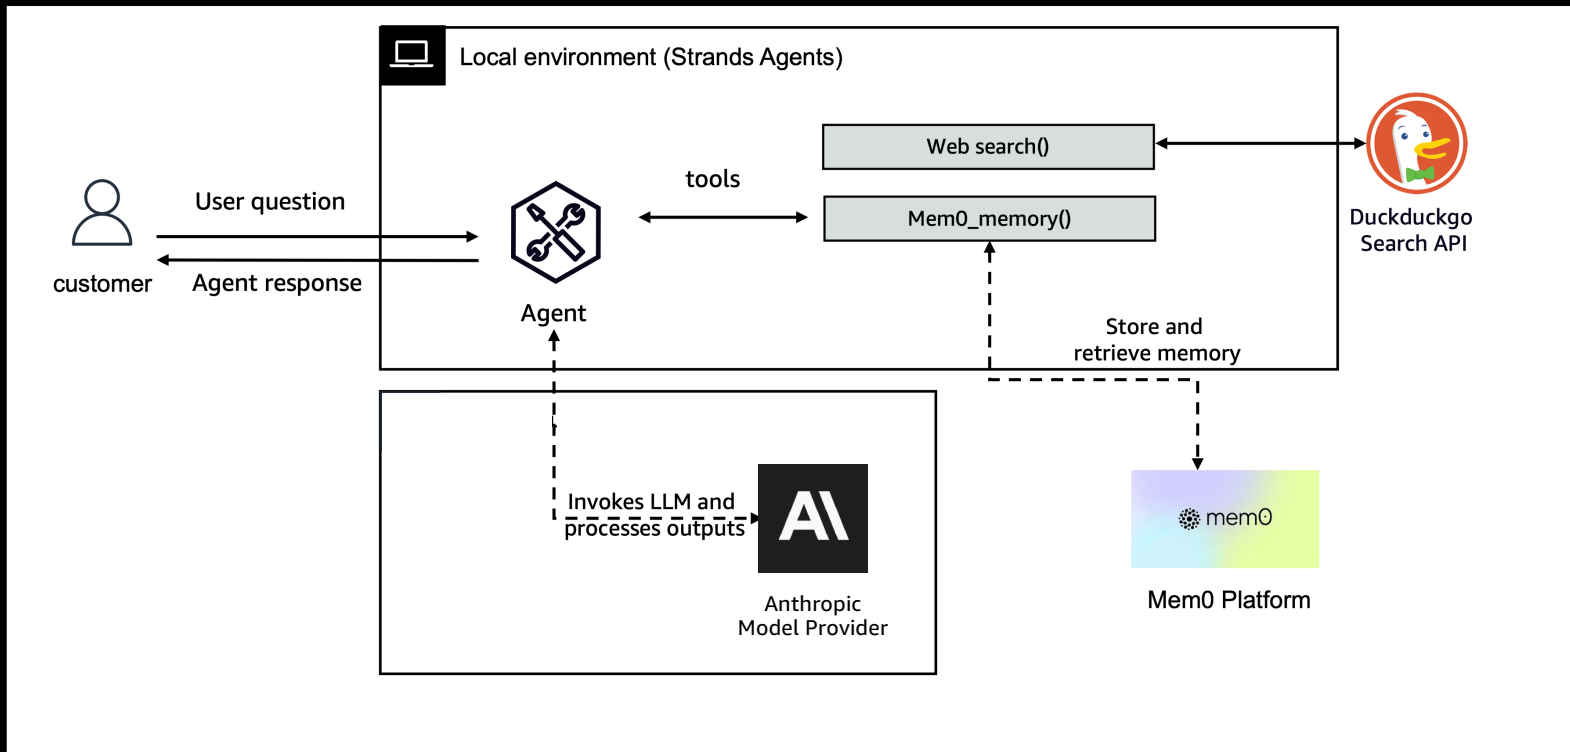 Local environment (Strands Agents)
Web search()
tools
User question
Mem0_memory()
Duckduckgo
Search API
customer
Agent response
Agent
Store and
retrieve memory
Invokes LLM and
processes outputs
AI
mem0
Anthropic
Model Provider
Mem0 Platform